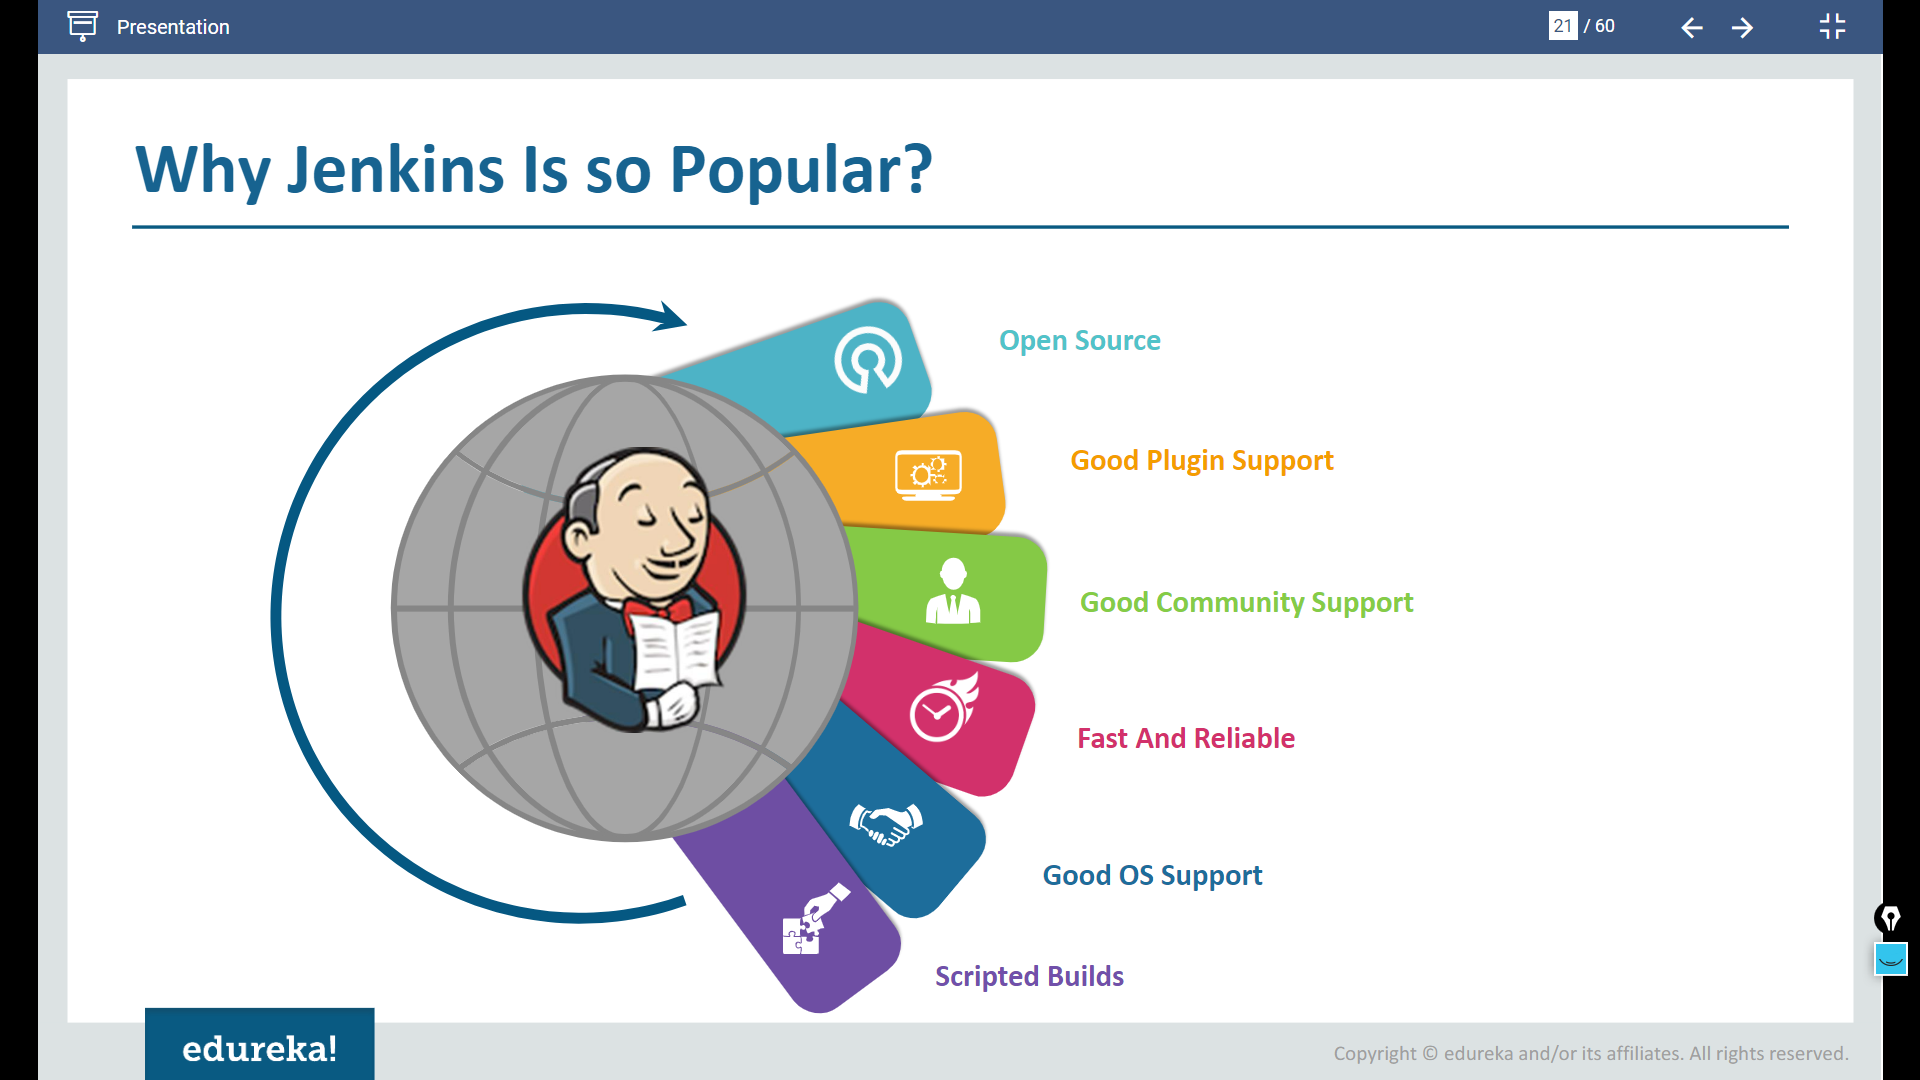 Presentation
21 / 60
Why Jenkins Is so Popular?
Open Source
Good Plugin Support
Good Community Support
Fast And Reliable
Good OS Support
Scripted Builds
edureka!
Copyright © edureka and/or its affiliates. All rights reserved.